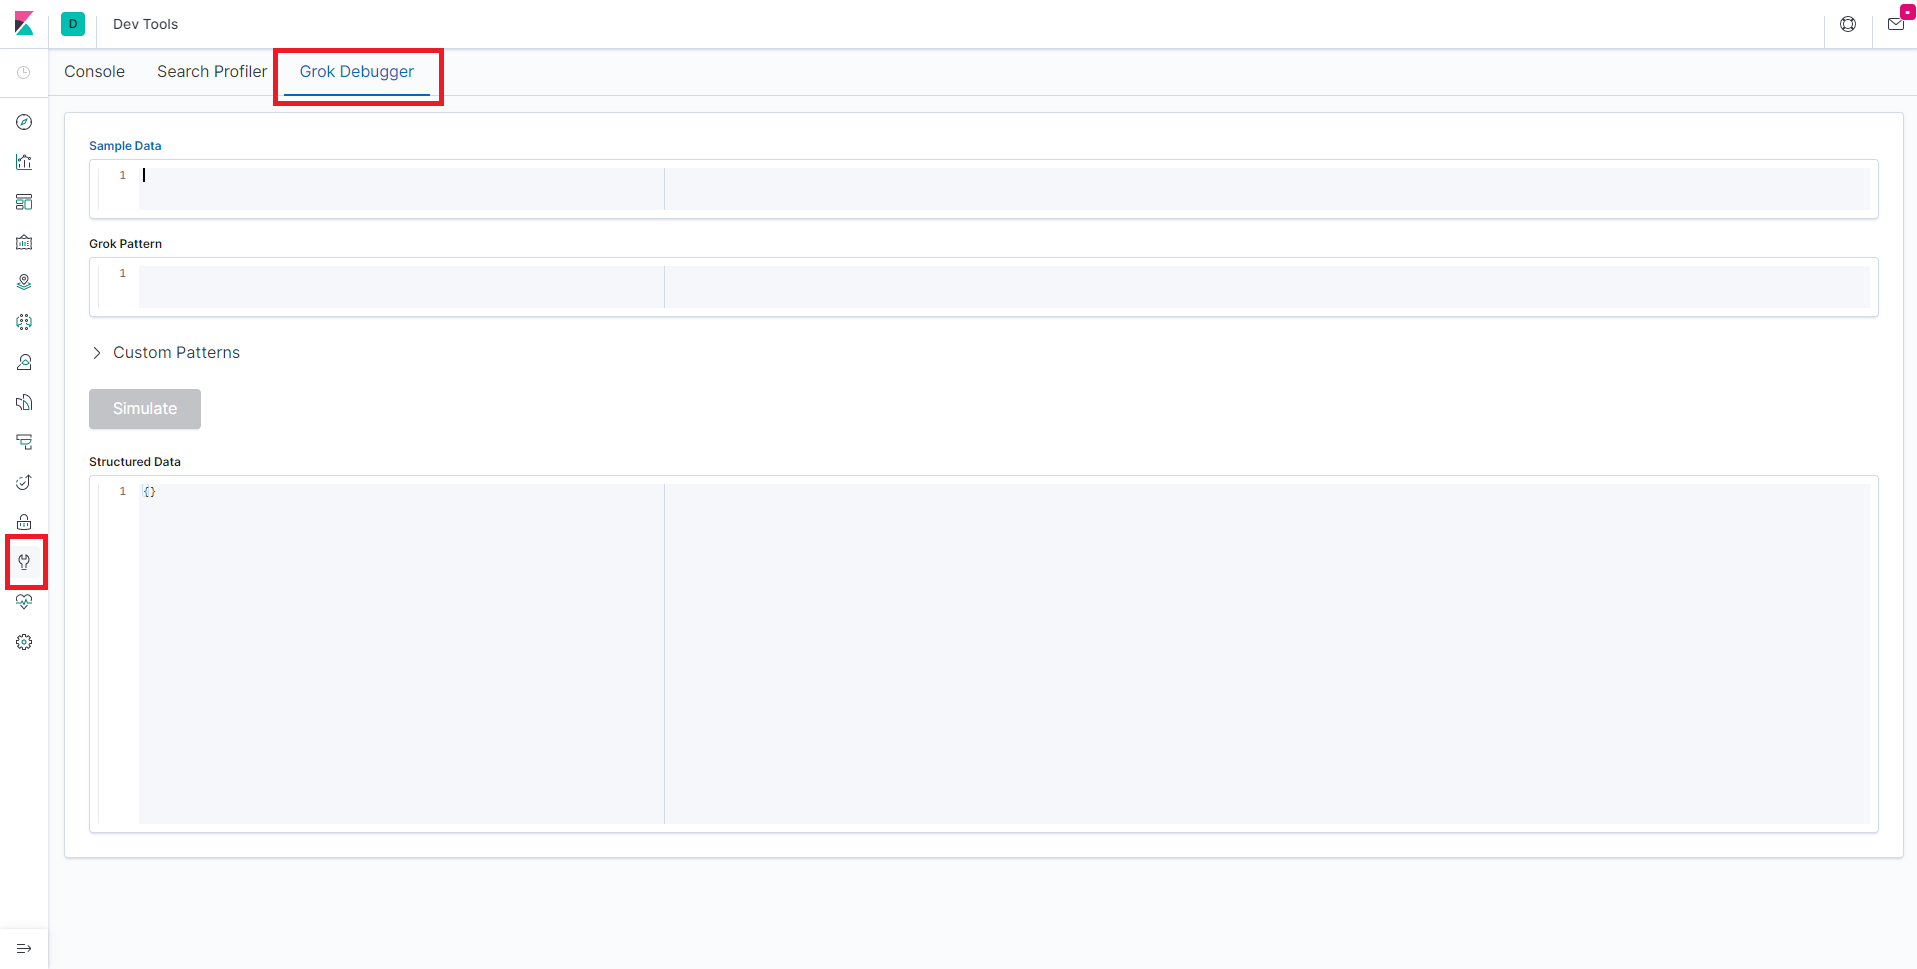 D Dev Tools
Console Search Profiler Grok Debugger
Sample Data
1
Grok Pattern
1
Custom Patterns
Simulate
Structured Data
1 {}